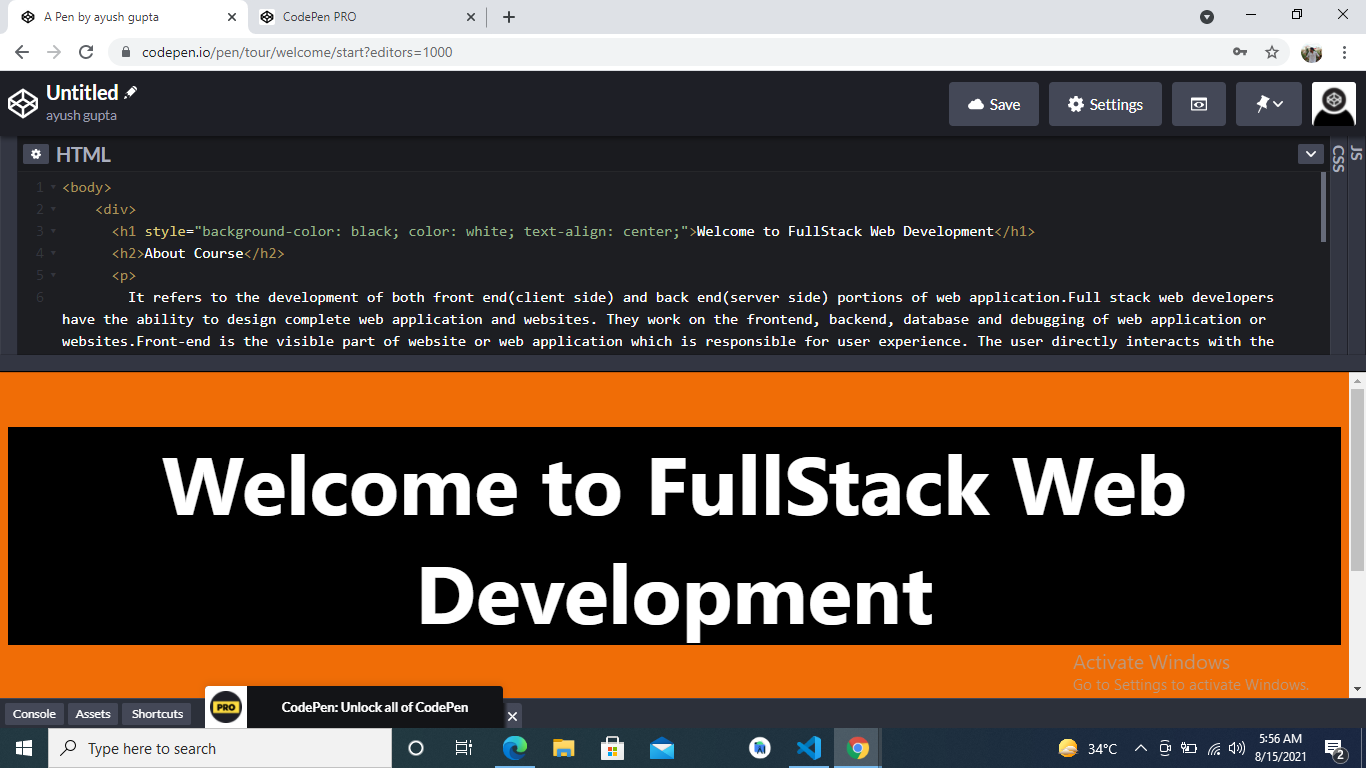 A Pen by ayush gupta
CodePen PRO
codepen.io/pen/tour/welcome/start?editors=1000
Untitled
ayush gupta
Save
Settings
HTML
CSS
JS
1 <body>
2 <div>
3 <h1 style="background-color: black; color: white; text-align: center;">Welcome to FullStack Web Development</h1>
4 <h2>About Course</h2>
5 <p>
6 It refers to the development of both front end(client side) and back end(server side) portions of web application.Full stack web developers
have the ability to design complete web application and websites. They work on the frontend, backend, database and debugging of web application or
websites.Front-end is the visible part of website or web application which is responsible for user experience. The user directly interacts with the
Welcome to FullStack Web
Development
Activate Windows
Go to Settings to activate Windows.
Console Assets Shortcuts
PRO
CodePen: Unlock all of CodePen
Type here to search
34°C
5:56 AM
8/15/2021
2